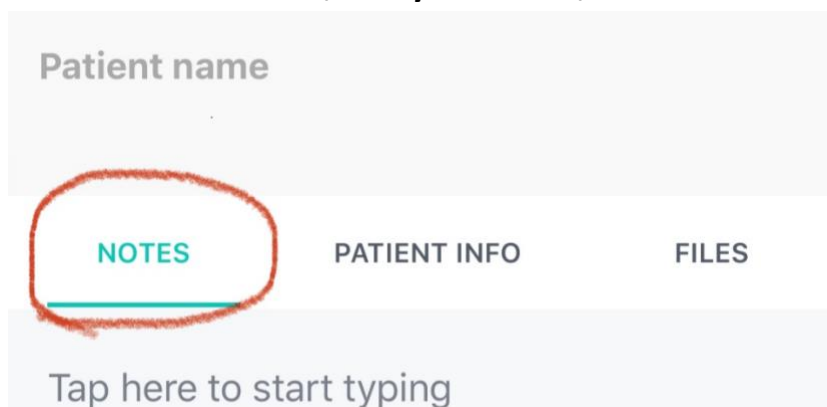 Patient name
NOTES PATIENT INFO FILES
Tap here to start typing